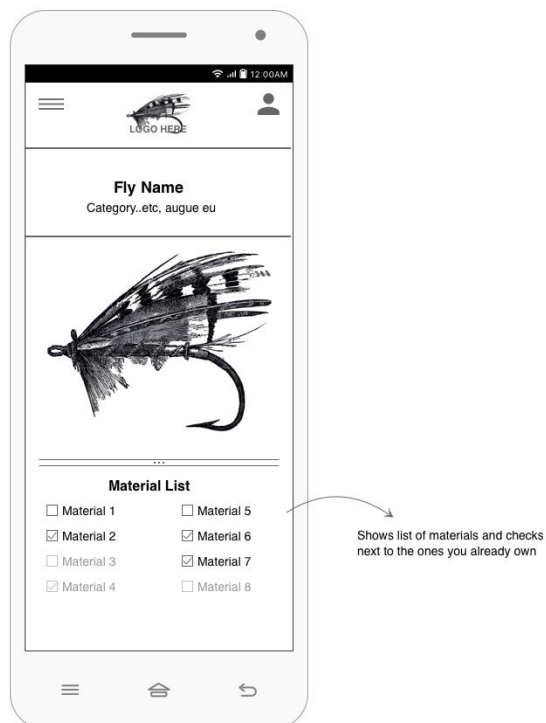 12:00AM
LOGO HERE
Fly Name
Category..etc, augue eu
Material List
Material 1
Material 5
Material 2
Material 6
Material 3
Material 7
Material 4
Material 8
Shows list of materials and checks
next to the ones you already own